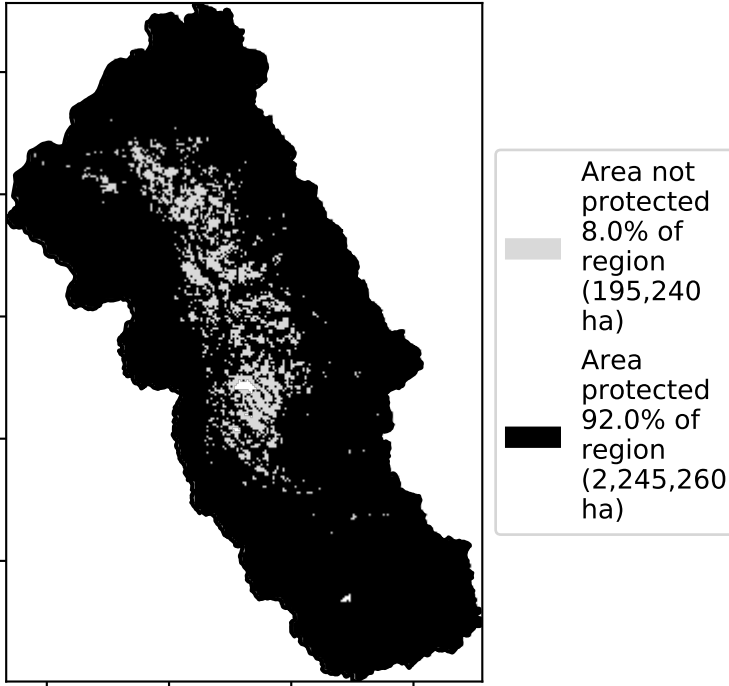 Area not
protected
8.0% of
region
(195,240
ha)
Area
protected
92.0% of
region
(2,245,260
ha)